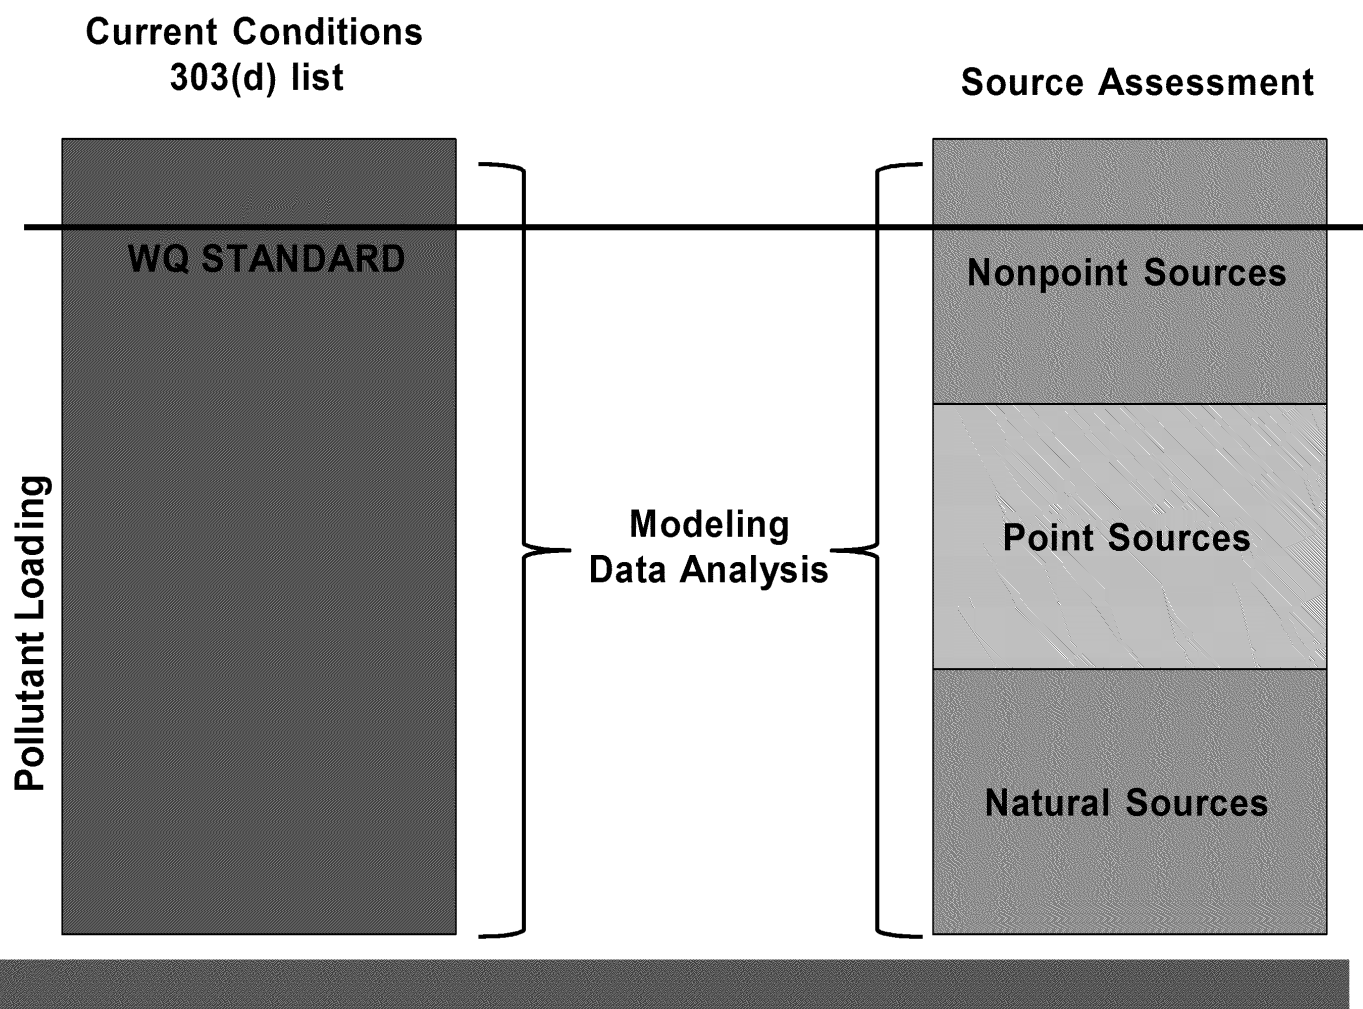 Current Conditions
303(d) list
Source Assessment
WQ STANDARD
Nonpoint Sources
Pollutant Loading
Modeling
Data Analysis
Point Sources
Natural Sources